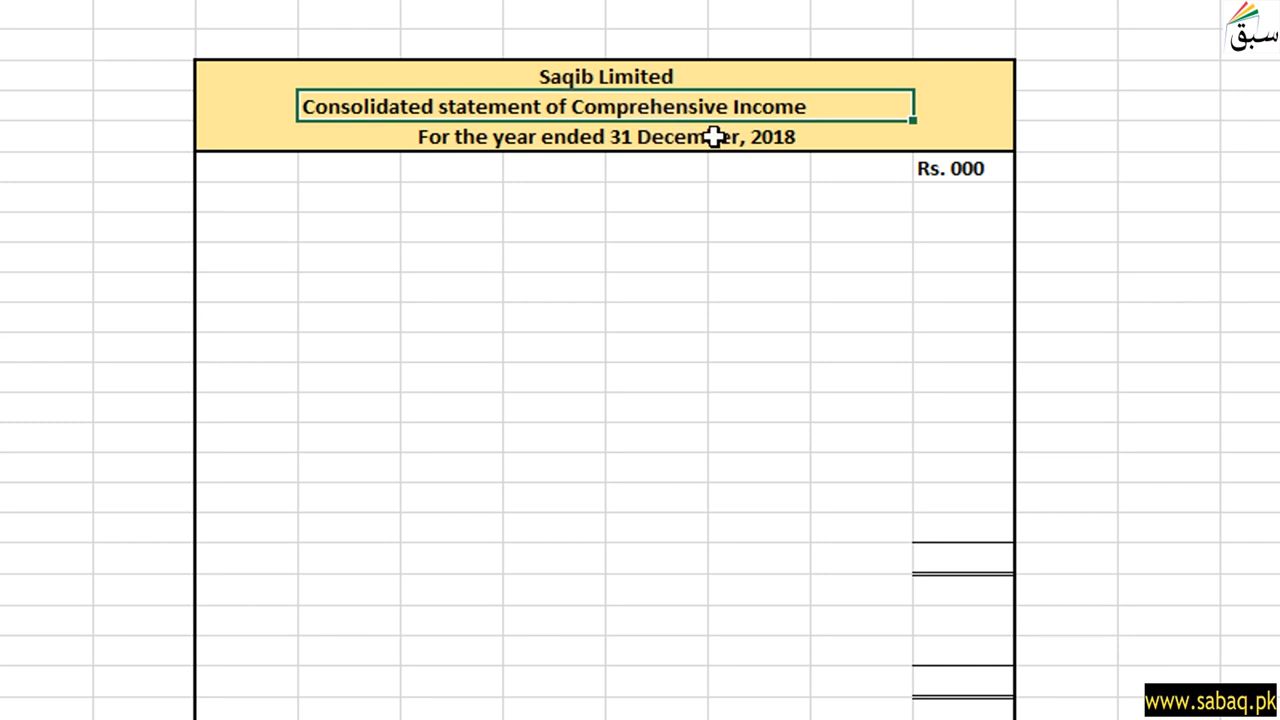 سبق
Saqib Limited
Consolidated statement of Comprehensive Income
For the year ended 31 December, 2018
Rs. 000
www.sabaq.pk